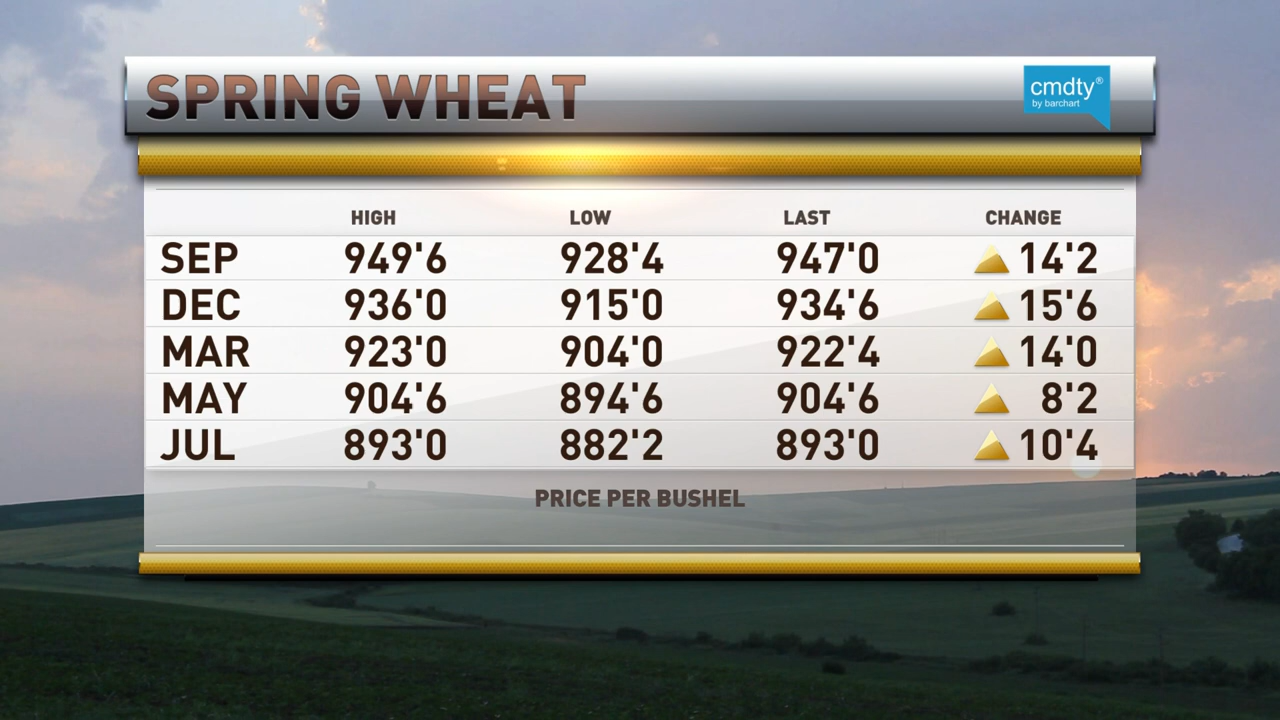 SPRING WHEAT
cmdty®
by barchart
HIGH LOW LAST CHANGE
SEP 949'6 928'4 947'0 14'2
DEC 936'0 915'0 934'6 15'6
MAR 923'0 904'0 922'4 14'0
MAY 904'6 894'6 904'6 8'2
JUL 893'0 882'2 893'0 10'4
PRICE PER BUSHEL